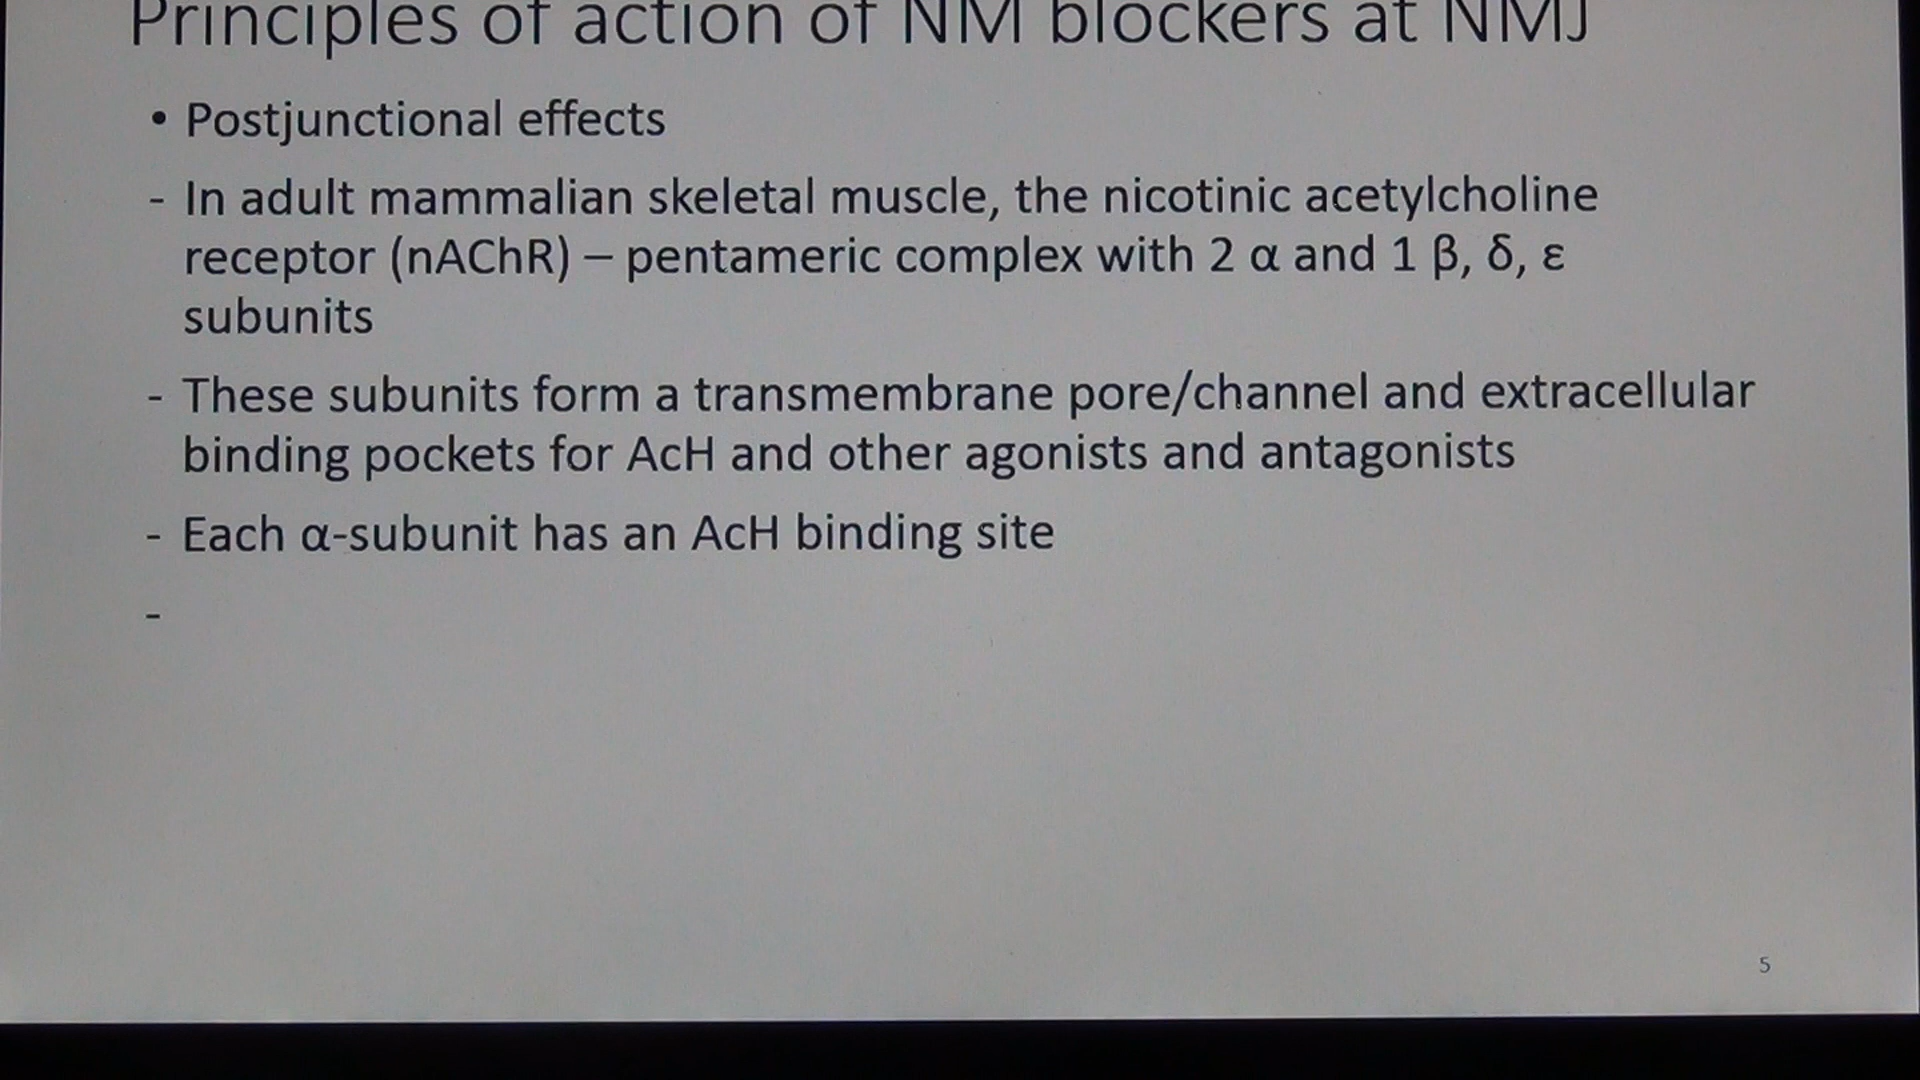 Principles of action of NM blockers at NMJ
• Postjunctional effects
- In adult mammalian skeletal muscle, the nicotinic acetylcholine
receptor (nAChR) – pentameric complex with 2 α and 1 β, δ, ε
subunits
- These subunits form a transmembrane pore/channel and extracellular
binding pockets for AcH and other agonists and antagonists
- Each α-subunit has an AcH binding site
-
5